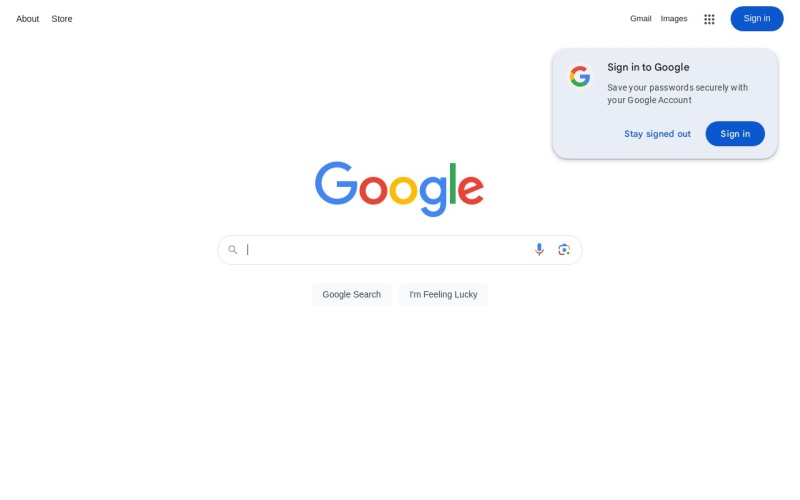 About Store
Gmail Images
Sign in
Sign in to Google
Save your passwords securely with
your Google Account
Stay signed out
Sign in
Google
Google Search
I'm Feeling Lucky